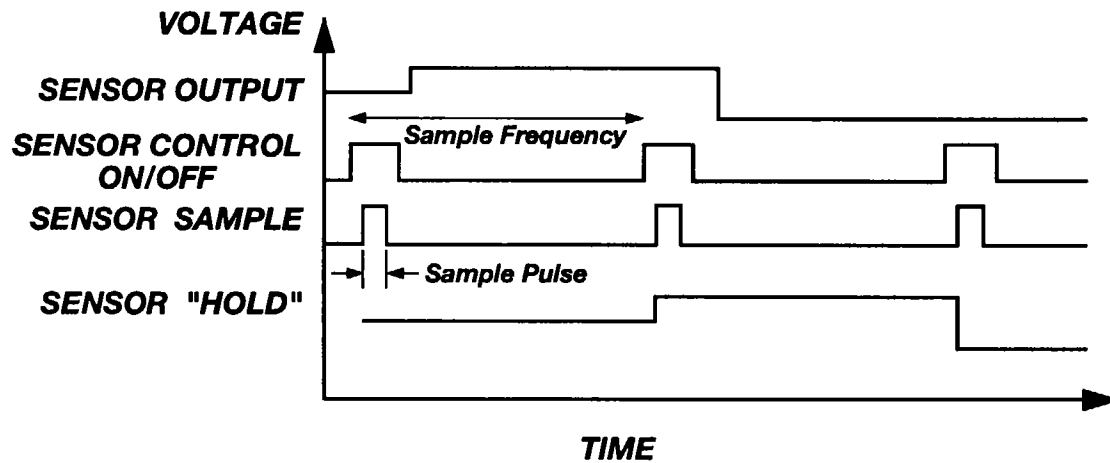 VOLTAGE
SENSOR OUTPUT
Sample Frequency
SENSOR CONTROL
ON/OFF
SENSOR SAMPLE
Sample Pulse
SENSOR "HOLD"
TIME